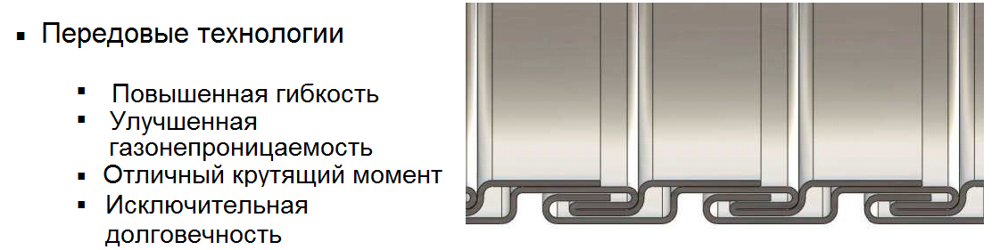 ▪ Передовые технологии
▪ Повышенная гибкость
▪ Улучшенная
газонепроницаемость
▪ Отличный крутящий момент
▪ Исключительная
долговечность